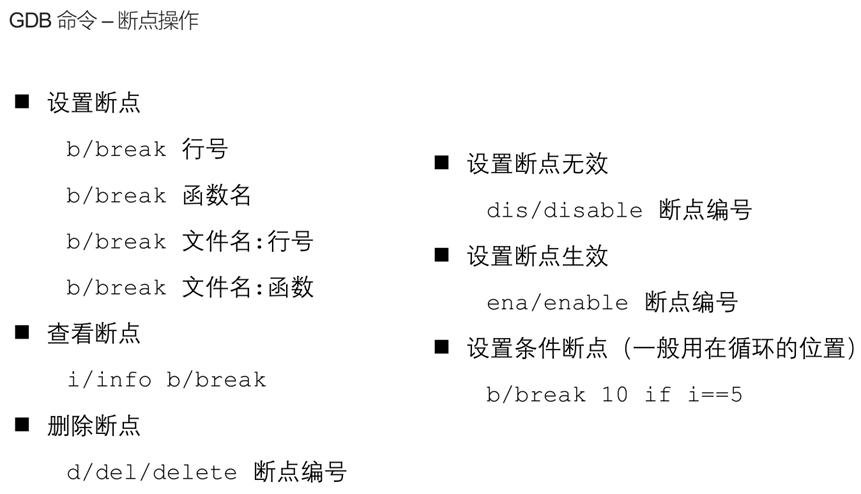 GDB 命令 – 断点操作
■ 设置断点
b/break 行号
b/break 函数名
b/break 文件名:行号
b/break 文件名:函数
■ 查看断点
i/info b/break
■ 删除断点
d/del/delete 断点编号
■ 设置断点无效
dis/disable 断点编号
■ 设置断点生效
ena/enable 断点编号
■ 设置条件断点（一般用在循环的位置）
b/break 10 if i==5